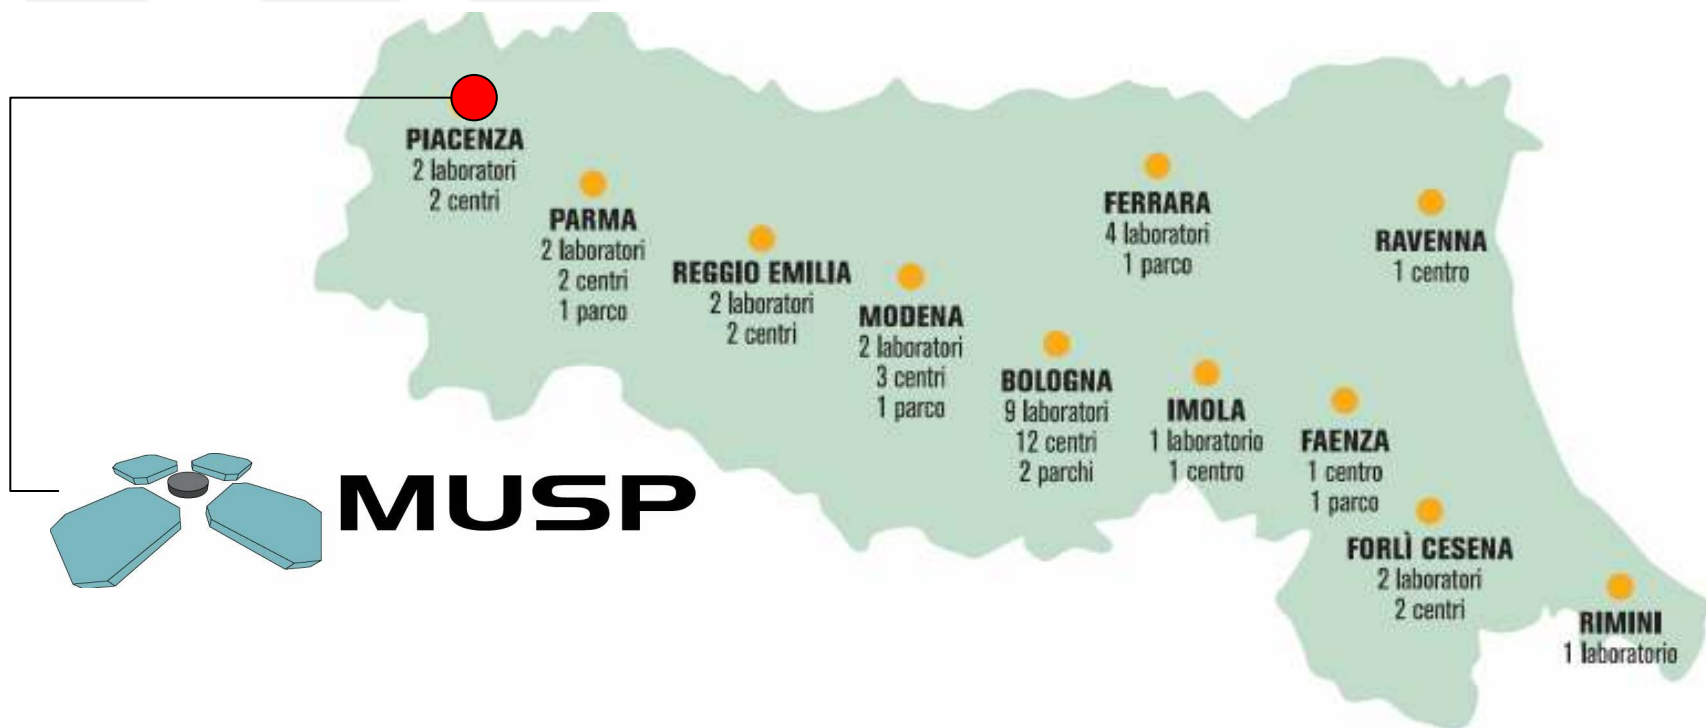 PIACENZA
2 laboratori
2 centri
PARMA
2 laboratori
2 centri
1 parco
REGGIO EMILIA
2 laboratori
2 centri
MODENA
2 laboratori
3 centri
1 parco
BOLOGNA
9 laboratori
12 centri
2 parchi
FERRARA
4 laboratori
1 parco
IMOLA
1 laboratorio
1 centro
RAVENNA
1 centro
FAENZA
1 centro
1 parco
FORLÌ CESENA
2 laboratori
2 centri
RIMINI
1 laboratorio
MUSP